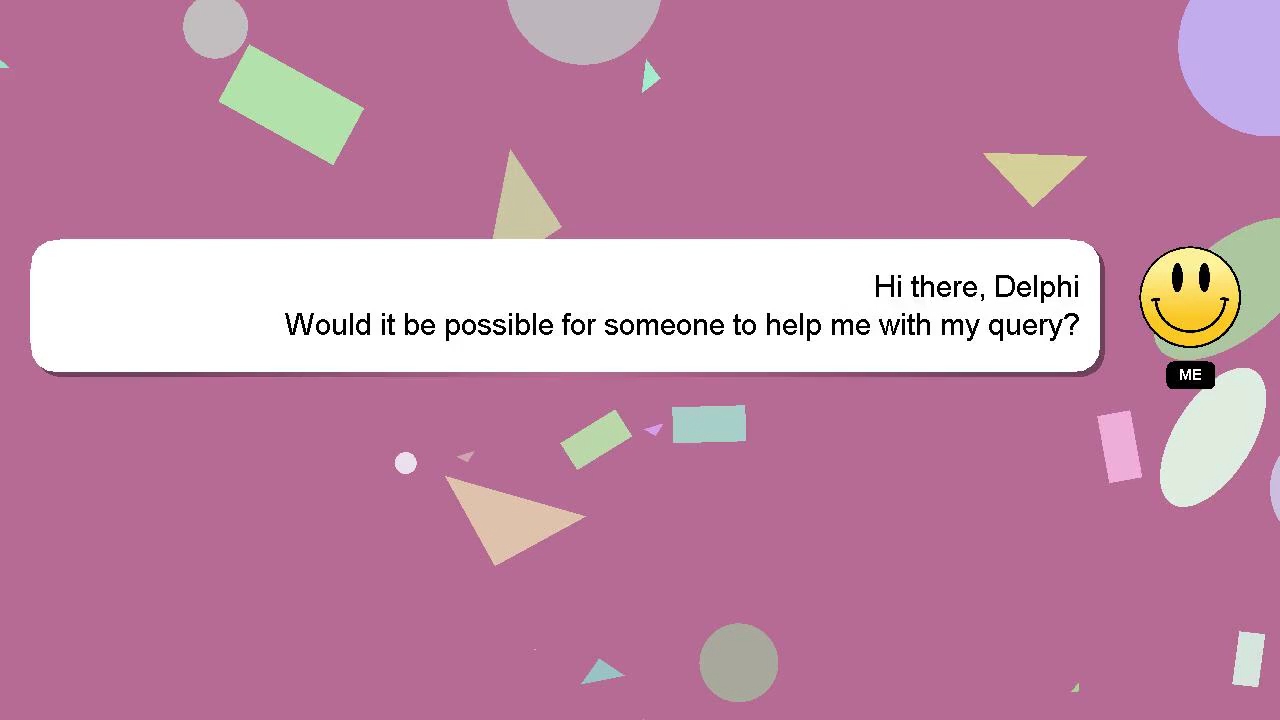 Hi there, Delphi
Would it be possible for someone to help me with my query?
ME